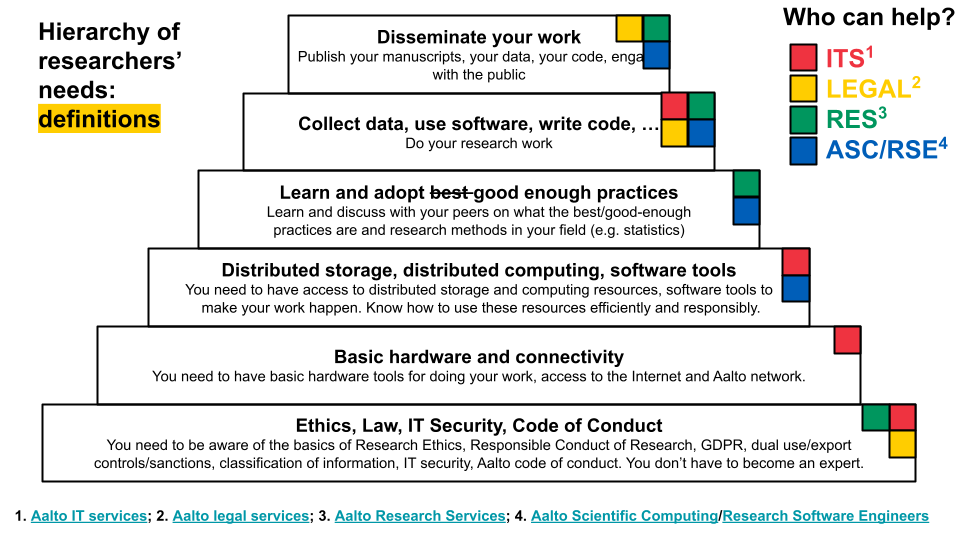 Hierarchy of
researchers'
needs:
definitions
Who can help?
ITS1
LEGAL2
RES3
ASC/RSE4
Disseminate your work
Publish your manuscripts, your data, your code, enga
with the public
Collect data, use software, write code, …
Do your research work
Learn and adopt best good enough practices
Learn and discuss with your peers on what the best/good-enough
practices are and research methods in your field (e.g. statistics)
Distributed storage, distributed computing, software tools
You need to have access to distributed storage and computing resources, software tools to
make your work happen. Know how to use these resources efficiently and responsibly.
Basic hardware and connectivity
You need to have basic hardware tools for doing your work, access to the Internet and Aalto network.
Ethics, Law, IT Security, Code of Conduct
You need to be aware of the basics of Research Ethics, Responsible Conduct of Research, GDPR, dual use/export
controls/sanctions, classification of information, IT security, Aalto code of conduct. You don't have to become an expert.
1. Aalto IT services; 2. Aalto legal services; 3. Aalto Research Services; 4. Aalto Scientific Computing/Research Software Engineers